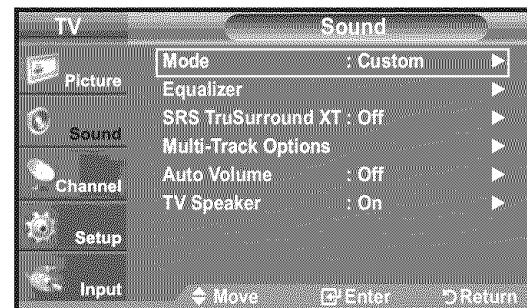 TV
Sound
Picture
Sound
Channel
Setup
Input
Mode : Custom
Equalizer
SRS TruSurround XT : Off
Multi-Track Options
Auto Volume : Off
TV Speaker : On
Move Enter Return